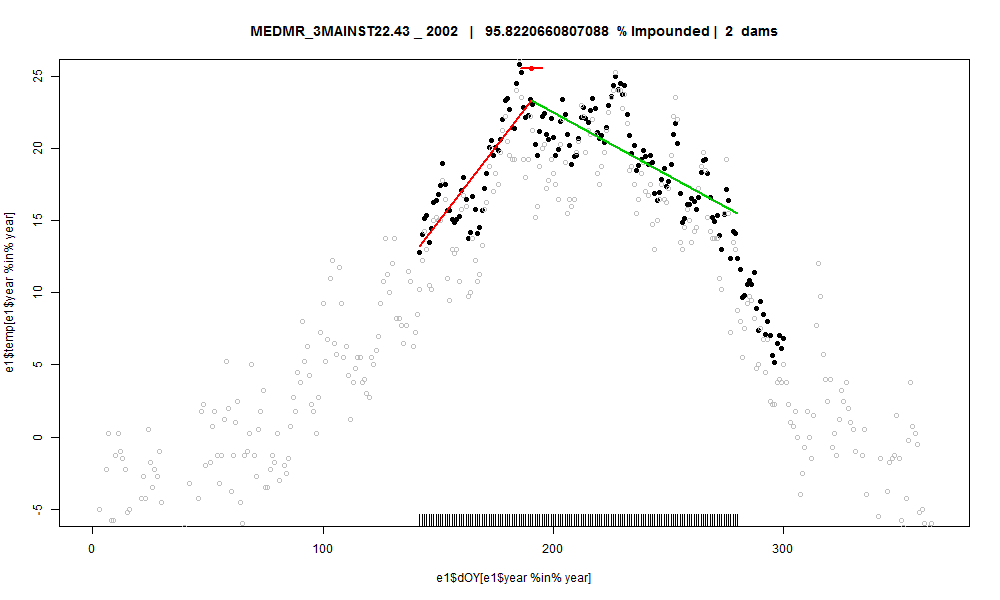 MEDMR_3MAINST22.43 _ 2002 | 95.8220660807088 % Impounded | 2 dams
e1$temp[e1$year %in% year]
25
20
15
10
5
0
-5
0 100 200 300
e1$dOY[e1$year %in% year]